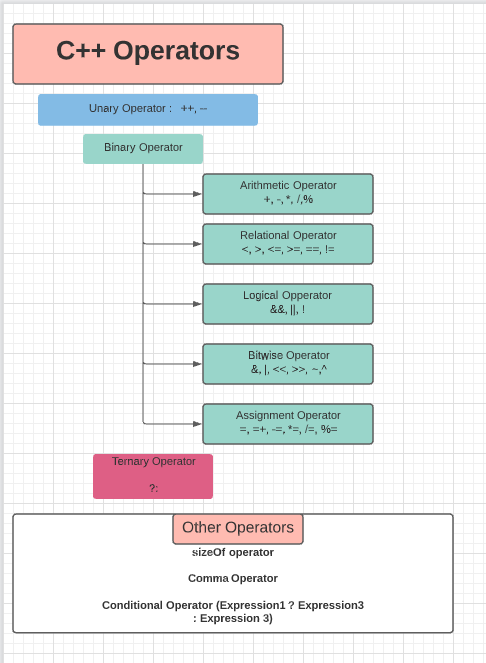 C++ Operators
Unary Operator :   ++, --
Binary Operator
Arithmetic Operator
+, -, *, /,%
Relational Operator
<, >, <=, >=, ==, !=
Logical Opperator
&&, ||, !
Bitwise Operator
&, |, <<, >>, ~,^
Assignment Operator
=, =+, -=, *=, /=, %=
Ternary Operator
?:
Other Operators
sizeOf operator
Comma Operator
Conditional Operator (Expression1 ? Expression3
: Expression 3)